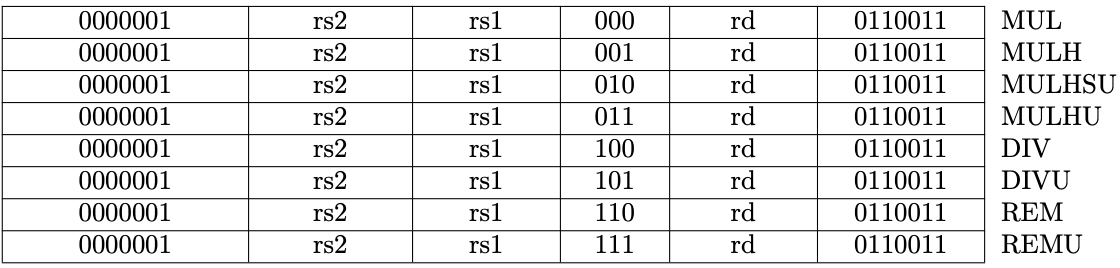 0000001 rs2 rs1 000 rd 0110011 MUL
0000001 rs2 rs1 001 rd 0110011 MULH
0000001 rs2 rs1 010 rd 0110011 MULHSU
0000001 rs2 rs1 011 rd 0110011 MULHU
0000001 rs2 rs1 100 rd 0110011 DIV
0000001 rs2 rs1 101 rd 0110011 DIVU
0000001 rs2 rs1 110 rd 0110011 REM
0000001 rs2 rs1 111 rd 0110011 REMU